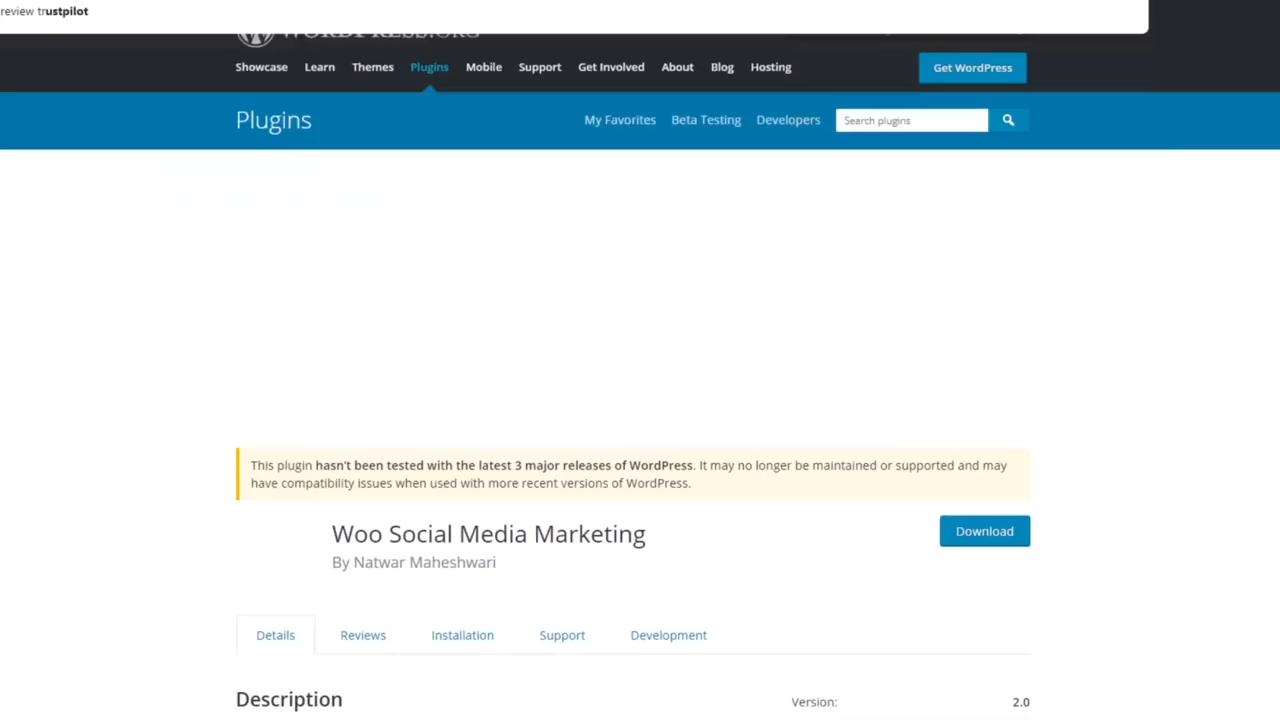 review trustpilot
WORDPRESS.ORG
Showcase Learn Themes Plugins Mobile Support Get Involved About Blog Hosting Get WordPress
Plugins My Favorites Beta Testing Developers Search plugins
This plugin hasn't been tested with the latest 3 major releases of WordPress. It may no longer be maintained or supported and may
have compatibility issues when used with more recent versions of WordPress.
Woo Social Media Marketing Download
By Natwar Maheshwari
Details Reviews Installation Support Development
Description Version: 2.0